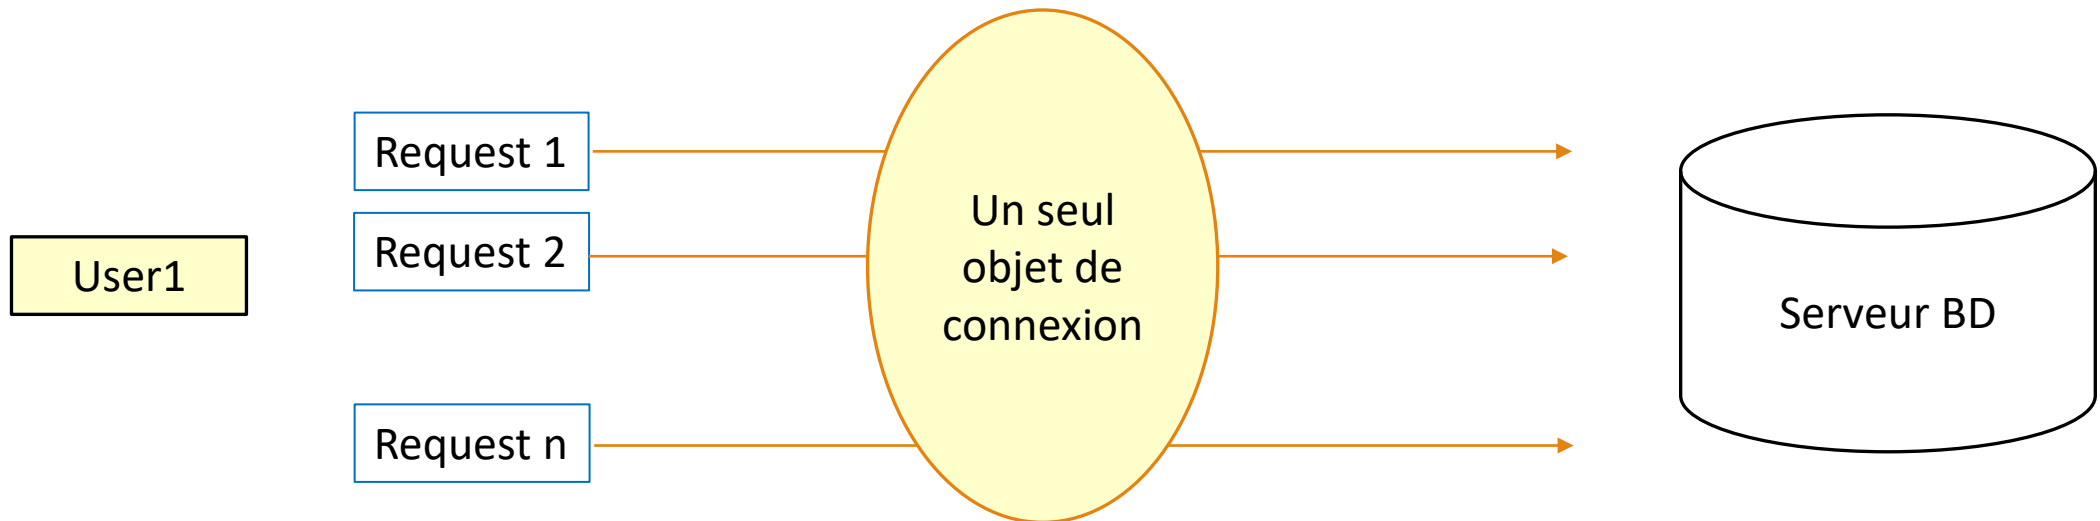 User1
Request 1
Request 2
Request n
Un seul
objet de
connexion
Serveur BD